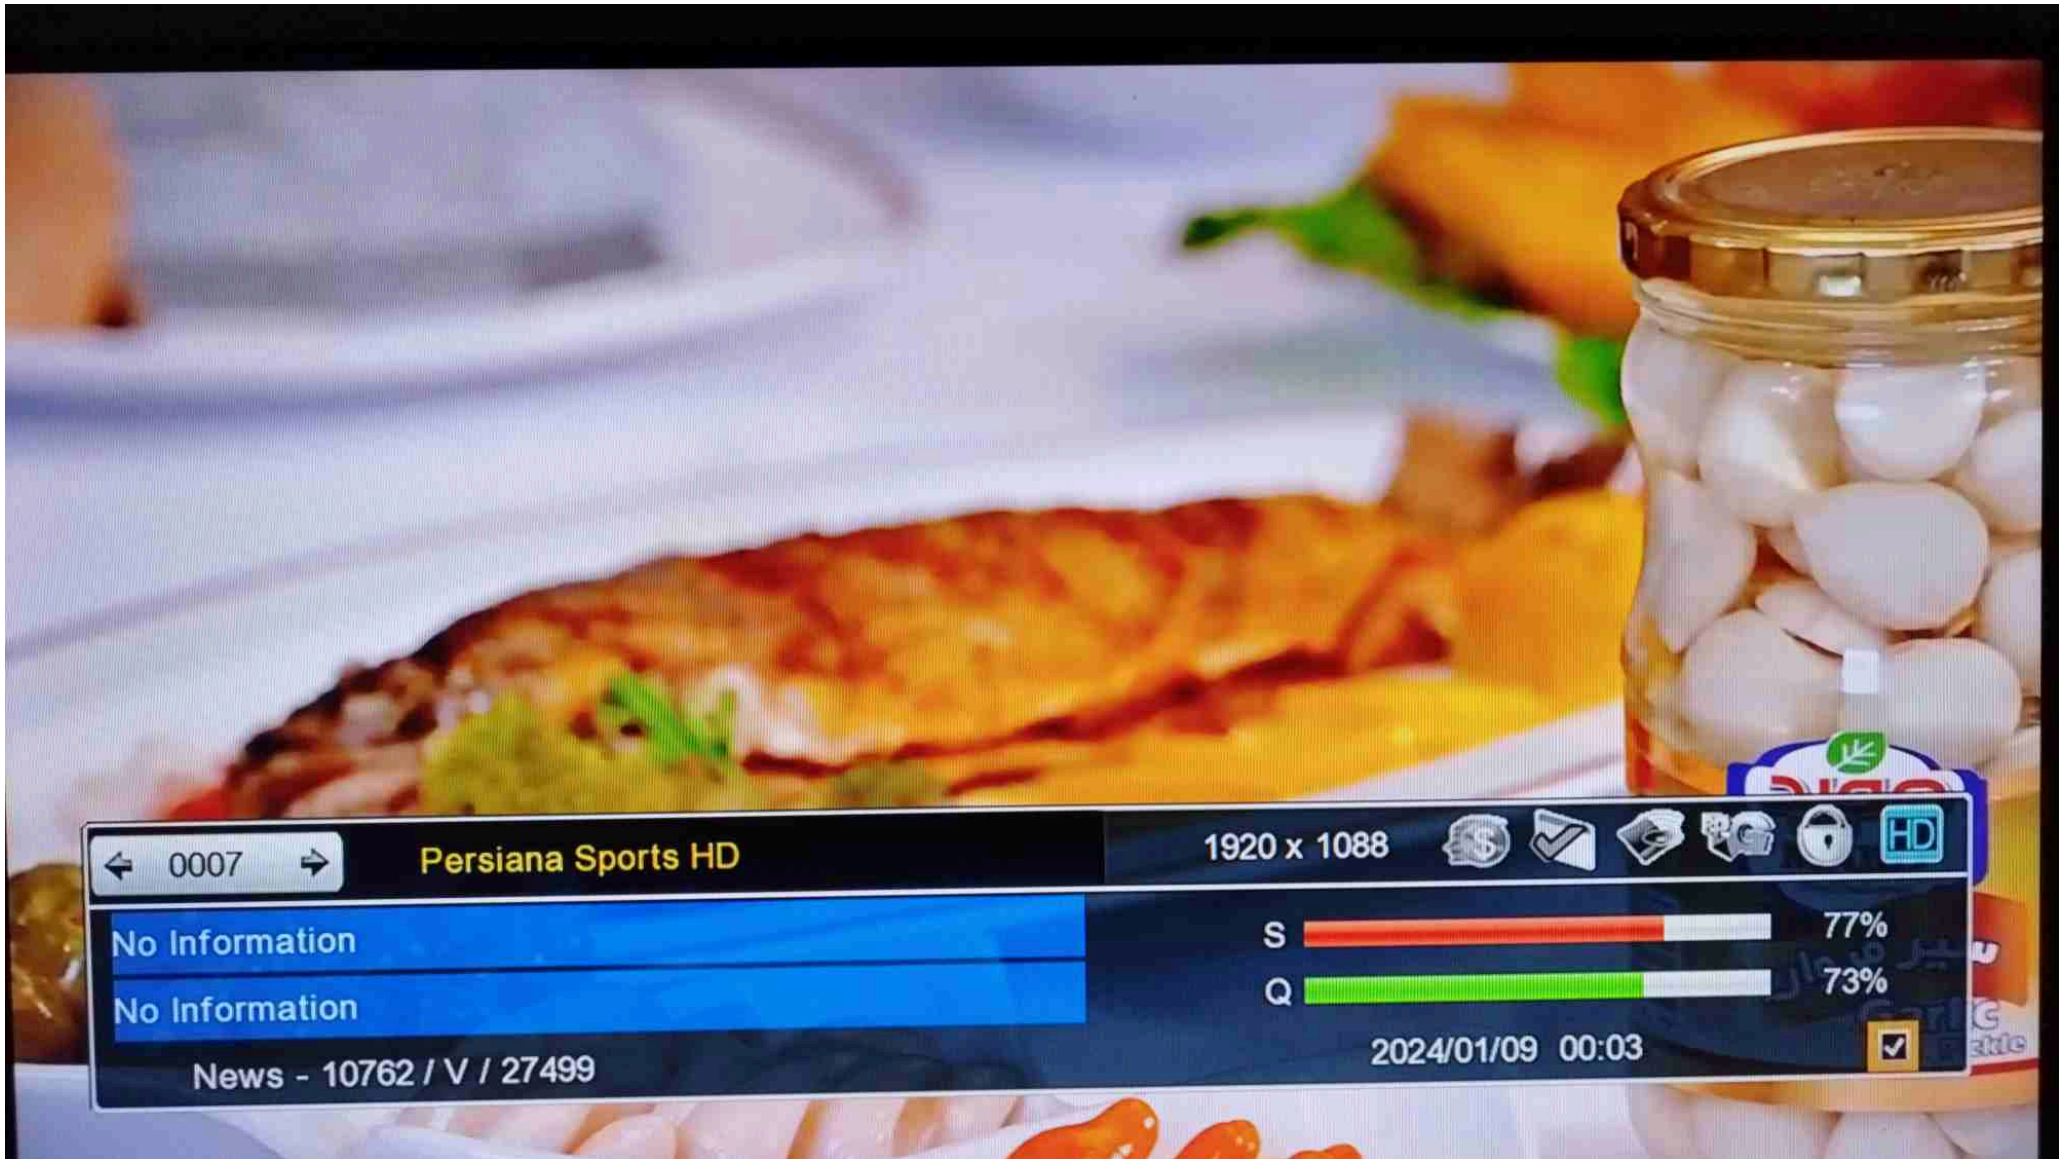 0007
Persiana Sports HD
1920 x 1088
HD
No Information
S 77%
No Information
Q 73%
News - 10762 / V / 27499
2024/01/09 00:03